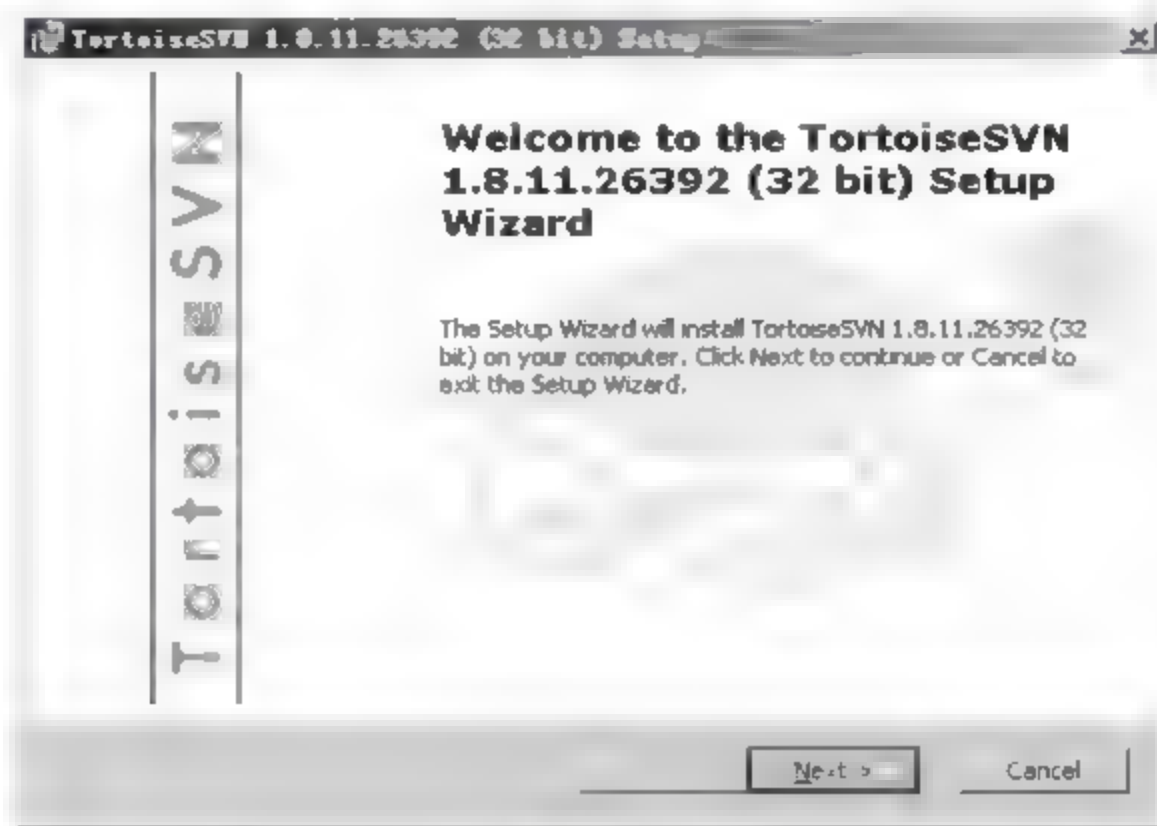 TortoiseSVN 1.8.11.26392 (32 bit) Setup
TortoiseSVN
Welcome to the TortoiseSVN
1.8.11.26392 (32 bit) Setup
Wizard
The Setup Wizard will install TortoiseSVN 1.8.11.26392 (32
bit) on your computer. Click Next to continue or Cancel to
exit the Setup Wizard.
Next >
Cancel